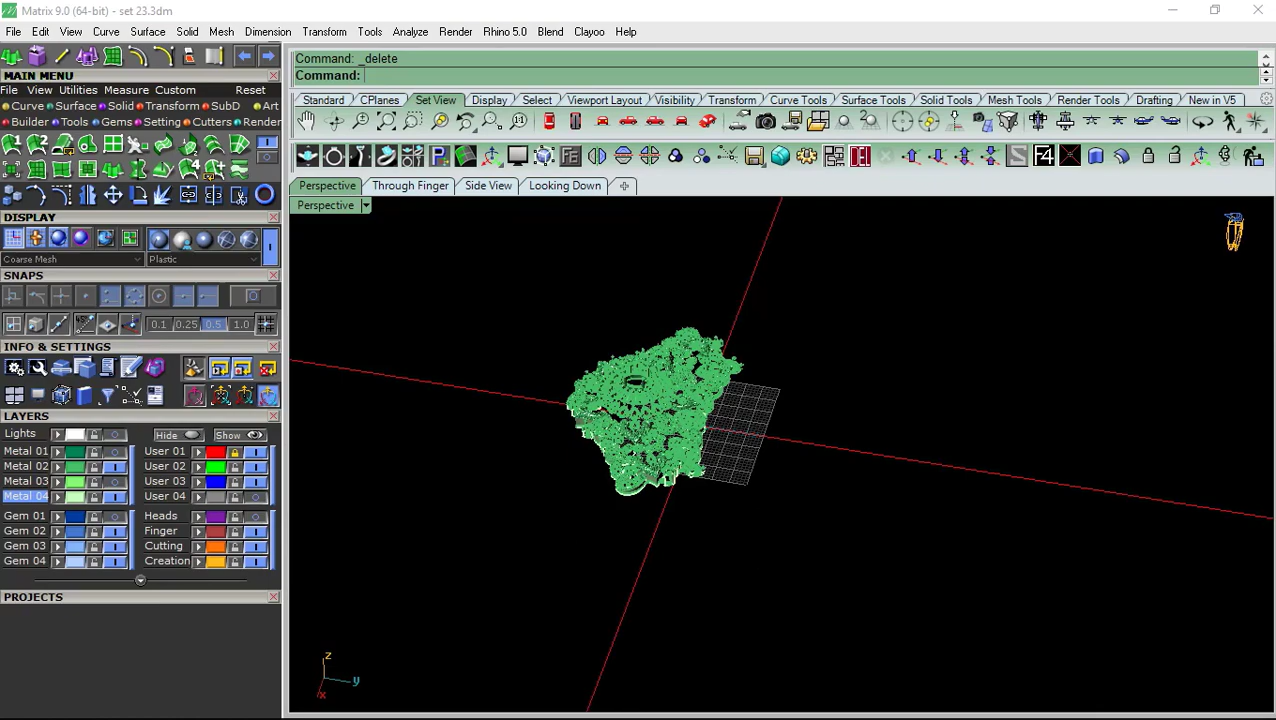 Matrix 9.0 (64-bit) - set 23.3dm
File Edit View Curve Surface Solid Mesh Dimension Transform Tools Analyze Render Rhino 5.0 Blend Clayoo Help
Command: _delete
Command:
MAIN MENU
File View Utilities Measure Custom Reset
Curve Surface Solid Transform SubD Art
Builder Tools Gems Setting Cutters Render
Standard CPlanes Set View Display Select Viewport Layout Visibility Transform Curve Tools Surface Tools Solid Tools Mesh Tools Render Tools Drafting New in V5
Perspective Through Finger Side View Looking Down
Perspective
DISPLAY
Coarse Mesh Plastic
SNAPS
0.1 0.25 0.5 1.0
INFO & SETTINGS
LAYERS
Lights Hide Show
Metal 01 User 01
Metal 02 User 02
Metal 03 User 03
Metal 04 User 04
Gem 01 Heads
Gem 02 Finger
Gem 03 Cutting
Gem 04 Creation
PROJECTS
z
y
x